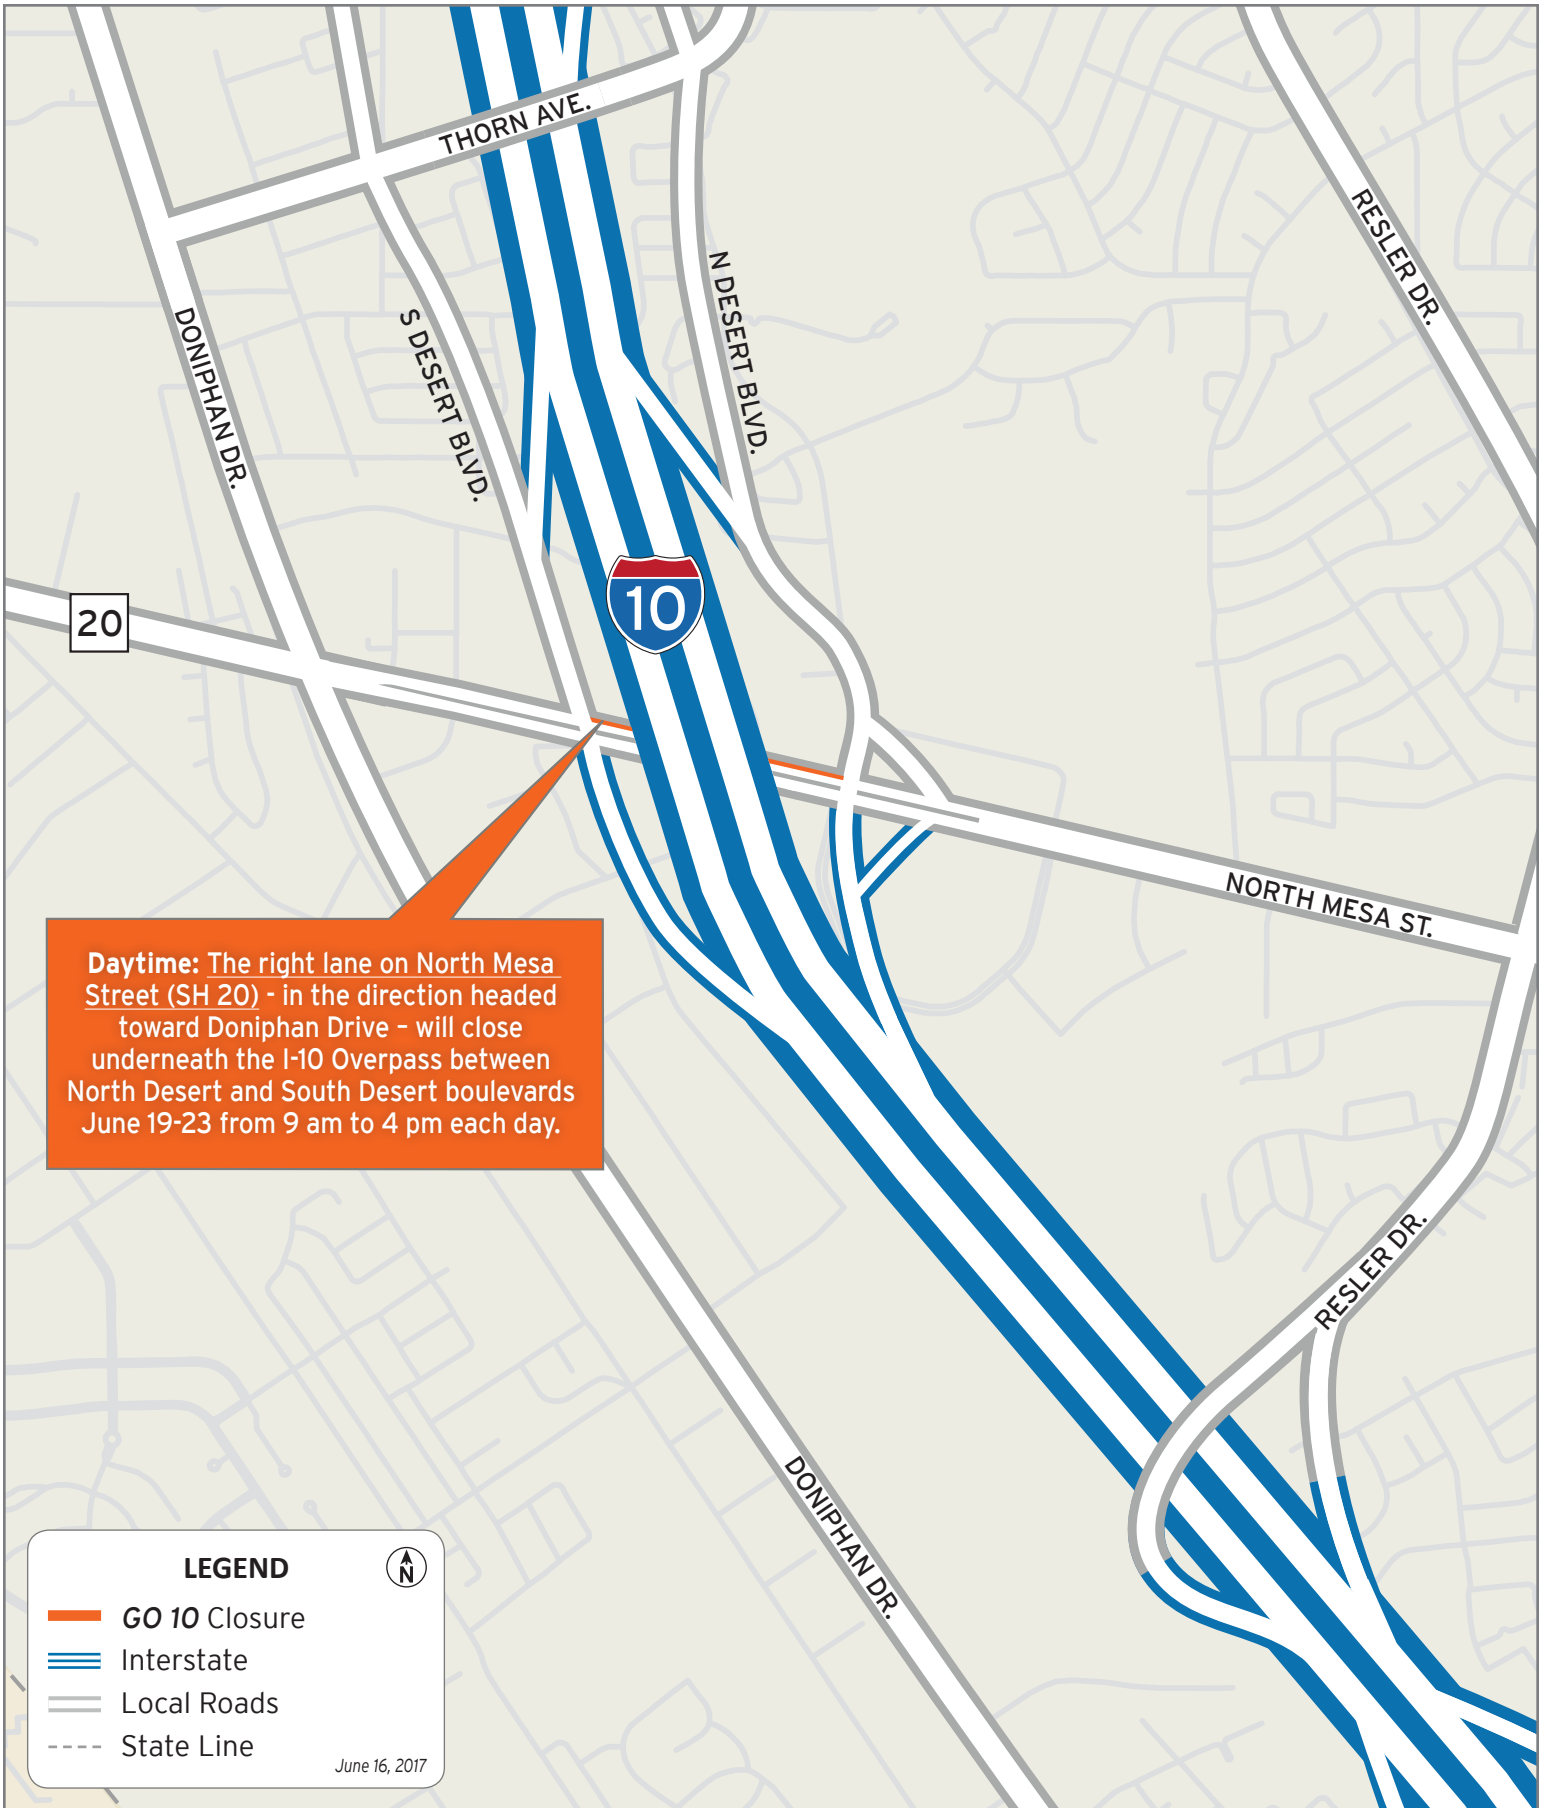 THORN AVE.
RESLER DR.
N DESERT BLVD.
S DESERT BLVD.
DONIPHAN DR.
10
20
NORTH MESA ST.
Daytime: The right lane on North Mesa
Street (SH 20) - in the direction headed
toward Doniphan Drive – will close
underneath the I-10 Overpass between
North Desert and South Desert boulevards
June 19-23 from 9 am to 4 pm each day.
RESLER DR.
DONIPHAN DR.
LEGEND
N
GO 10 Closure
Interstate
Local Roads
State Line
June 16, 2017